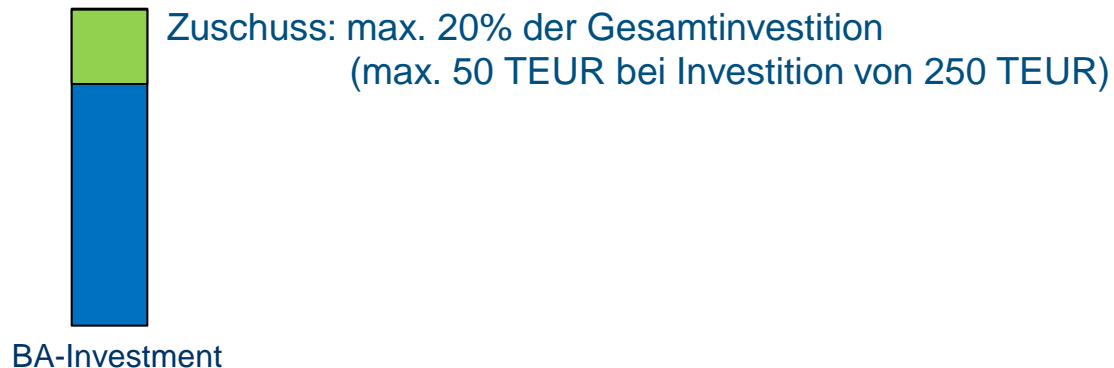 Zuschuss: max. 20% der Gesamtinvestition
(max. 50 TEUR bei Investition von 250 TEUR)
BA-Investment